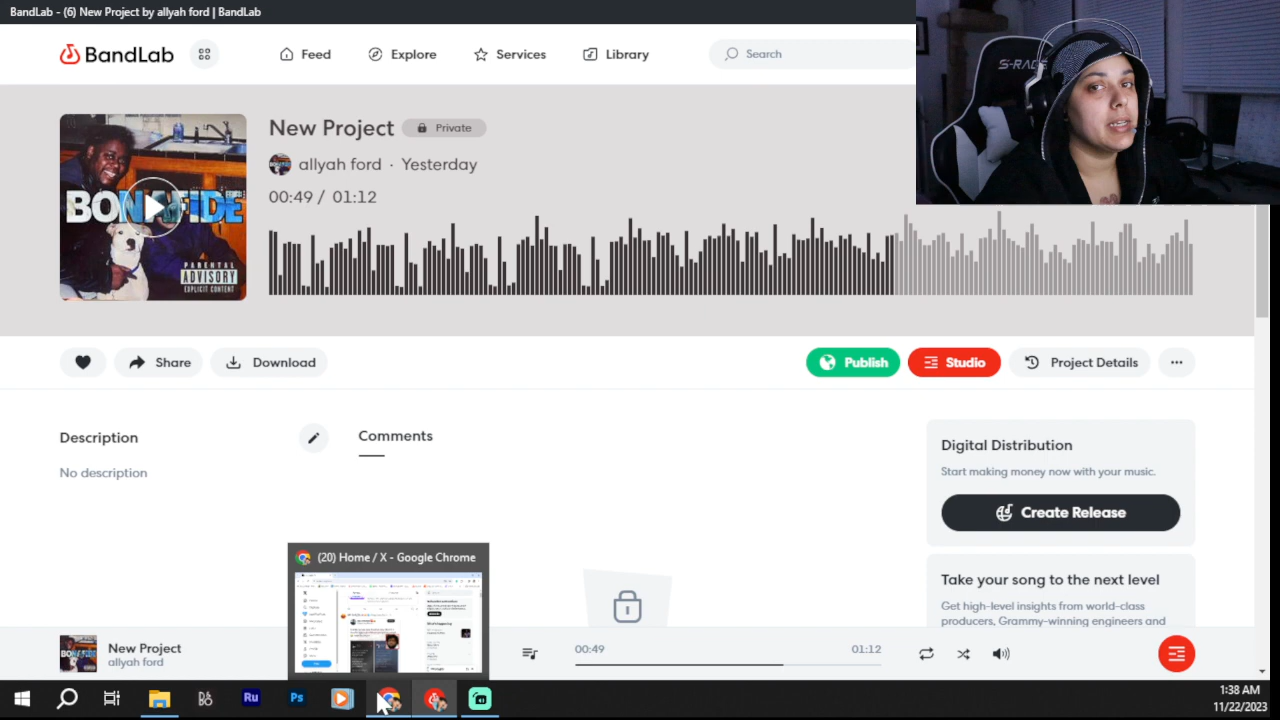 BandLab - (6) New Project by allyah ford | BandLab
BandLab
Feed
Explore
Services
Library
Search
New Project
Private
allyah ford · Yesterday
00:49 / 01:12
BONAFIDE
PARENTAL
ADVISORY
EXPLICIT CONTENT
Share
Download
Publish
Studio
Project Details
Description
No description
Comments
Digital Distribution
Start making money now with your music.
Create Release
Take your song to the next level
Get high-level insights from world-class
producers, Grammy-winning engineers and
(20) Home / X - Google Chrome
New Project
allyah ford
00:49
01:12
Ru
Ps
1:38 AM
11/22/2023